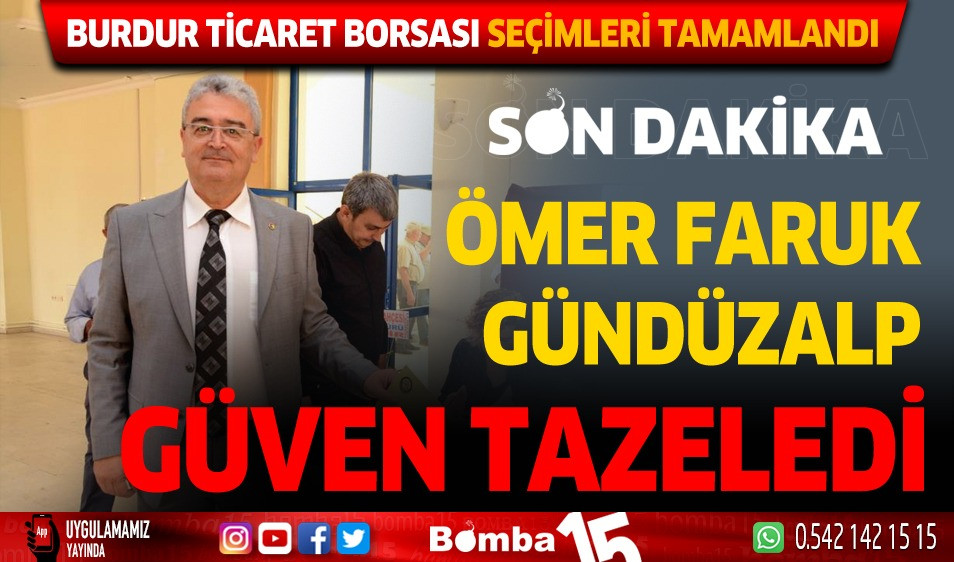 BURDUR TİCARET BORSASI SEÇİMLERİ TAMAMLANDI
SON DAKİKA
ÖMER FARUK
GÜNDÜZALP
GÜVEN TAZELEDİ
App
UYGULAMAMIZ
YAYINDA
Bomba 15
0.542 142 15 15